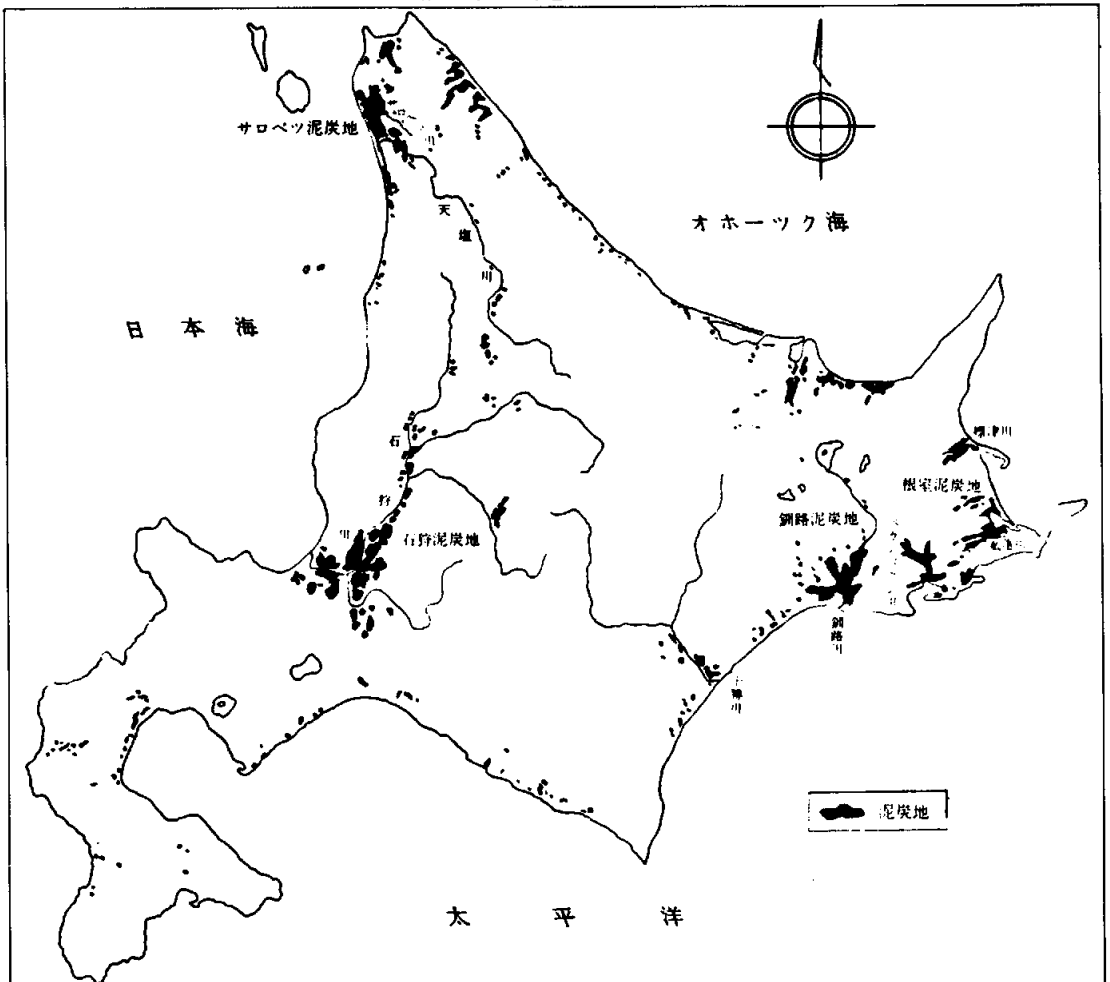 サロベツ泥炭地
天塩川
オホーツク海
日本海
石狩川
石狩泥炭地
標津川
根室泥炭地
釧路泥炭地
釧路川
十勝川
泥炭地
太平洋